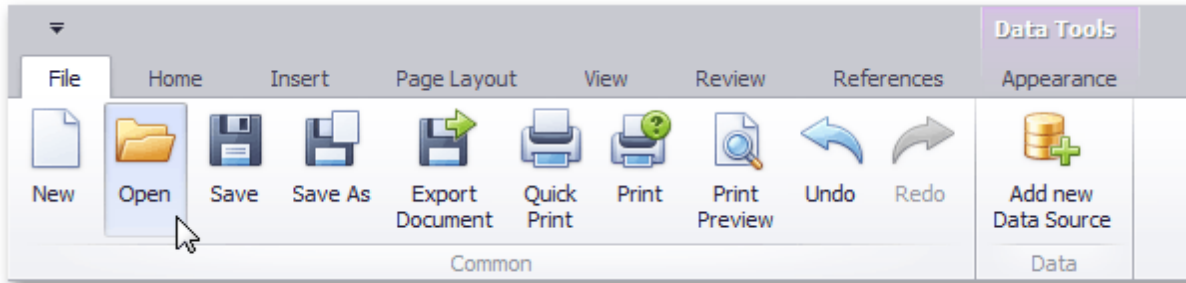 Data Tools
File Home Insert Page Layout View Review References Appearance
New Open Save Save As Export Quick Print Print Undo Redo Add new
Document Print Preview Data Source
Common Data